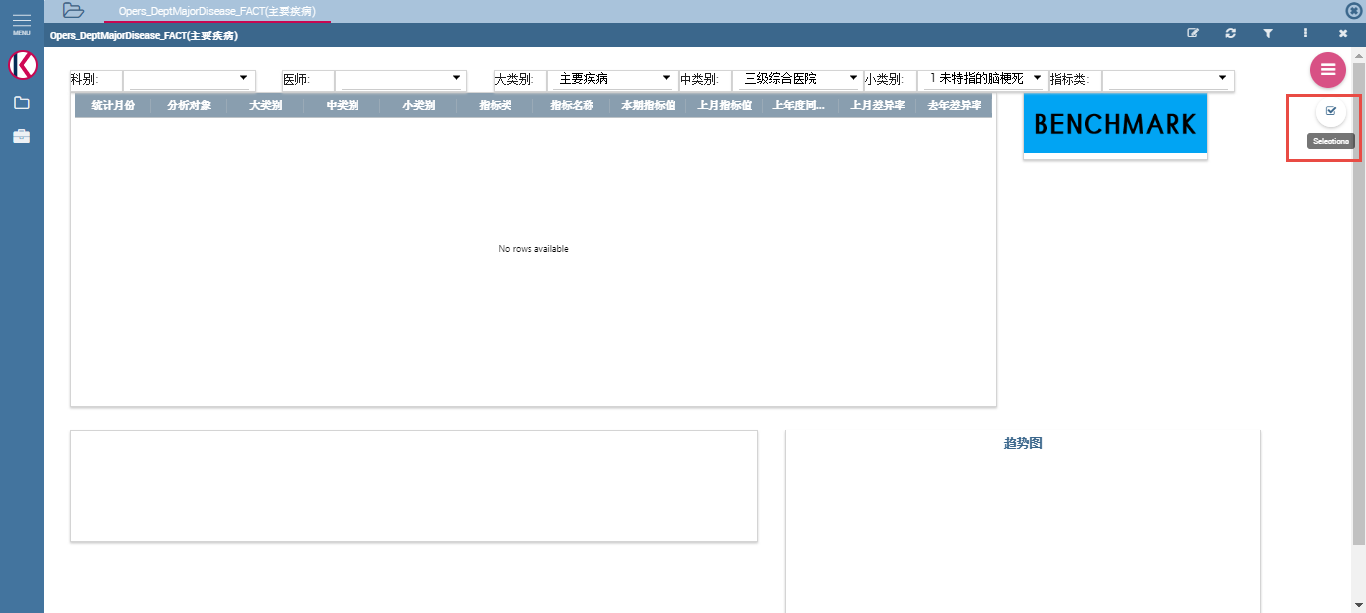 Opers_DeptMajorDisease_FACT(主要疾病)
MENU
Opers_DeptMajorDisease_FACT(主要疾病)
科别: 医师: 大类别: 主要疾病 中类别: 三级综合医院 小类别: 1 未特指的脑梗死 指标类:
统计月份 分析对象 大类别 中类别 小类别 指标类 指标名称 本期指标值 上月指标值 上年度同... 上月差异率 去年差异率
BENCHMARK
Selections
No rows available
趋势图